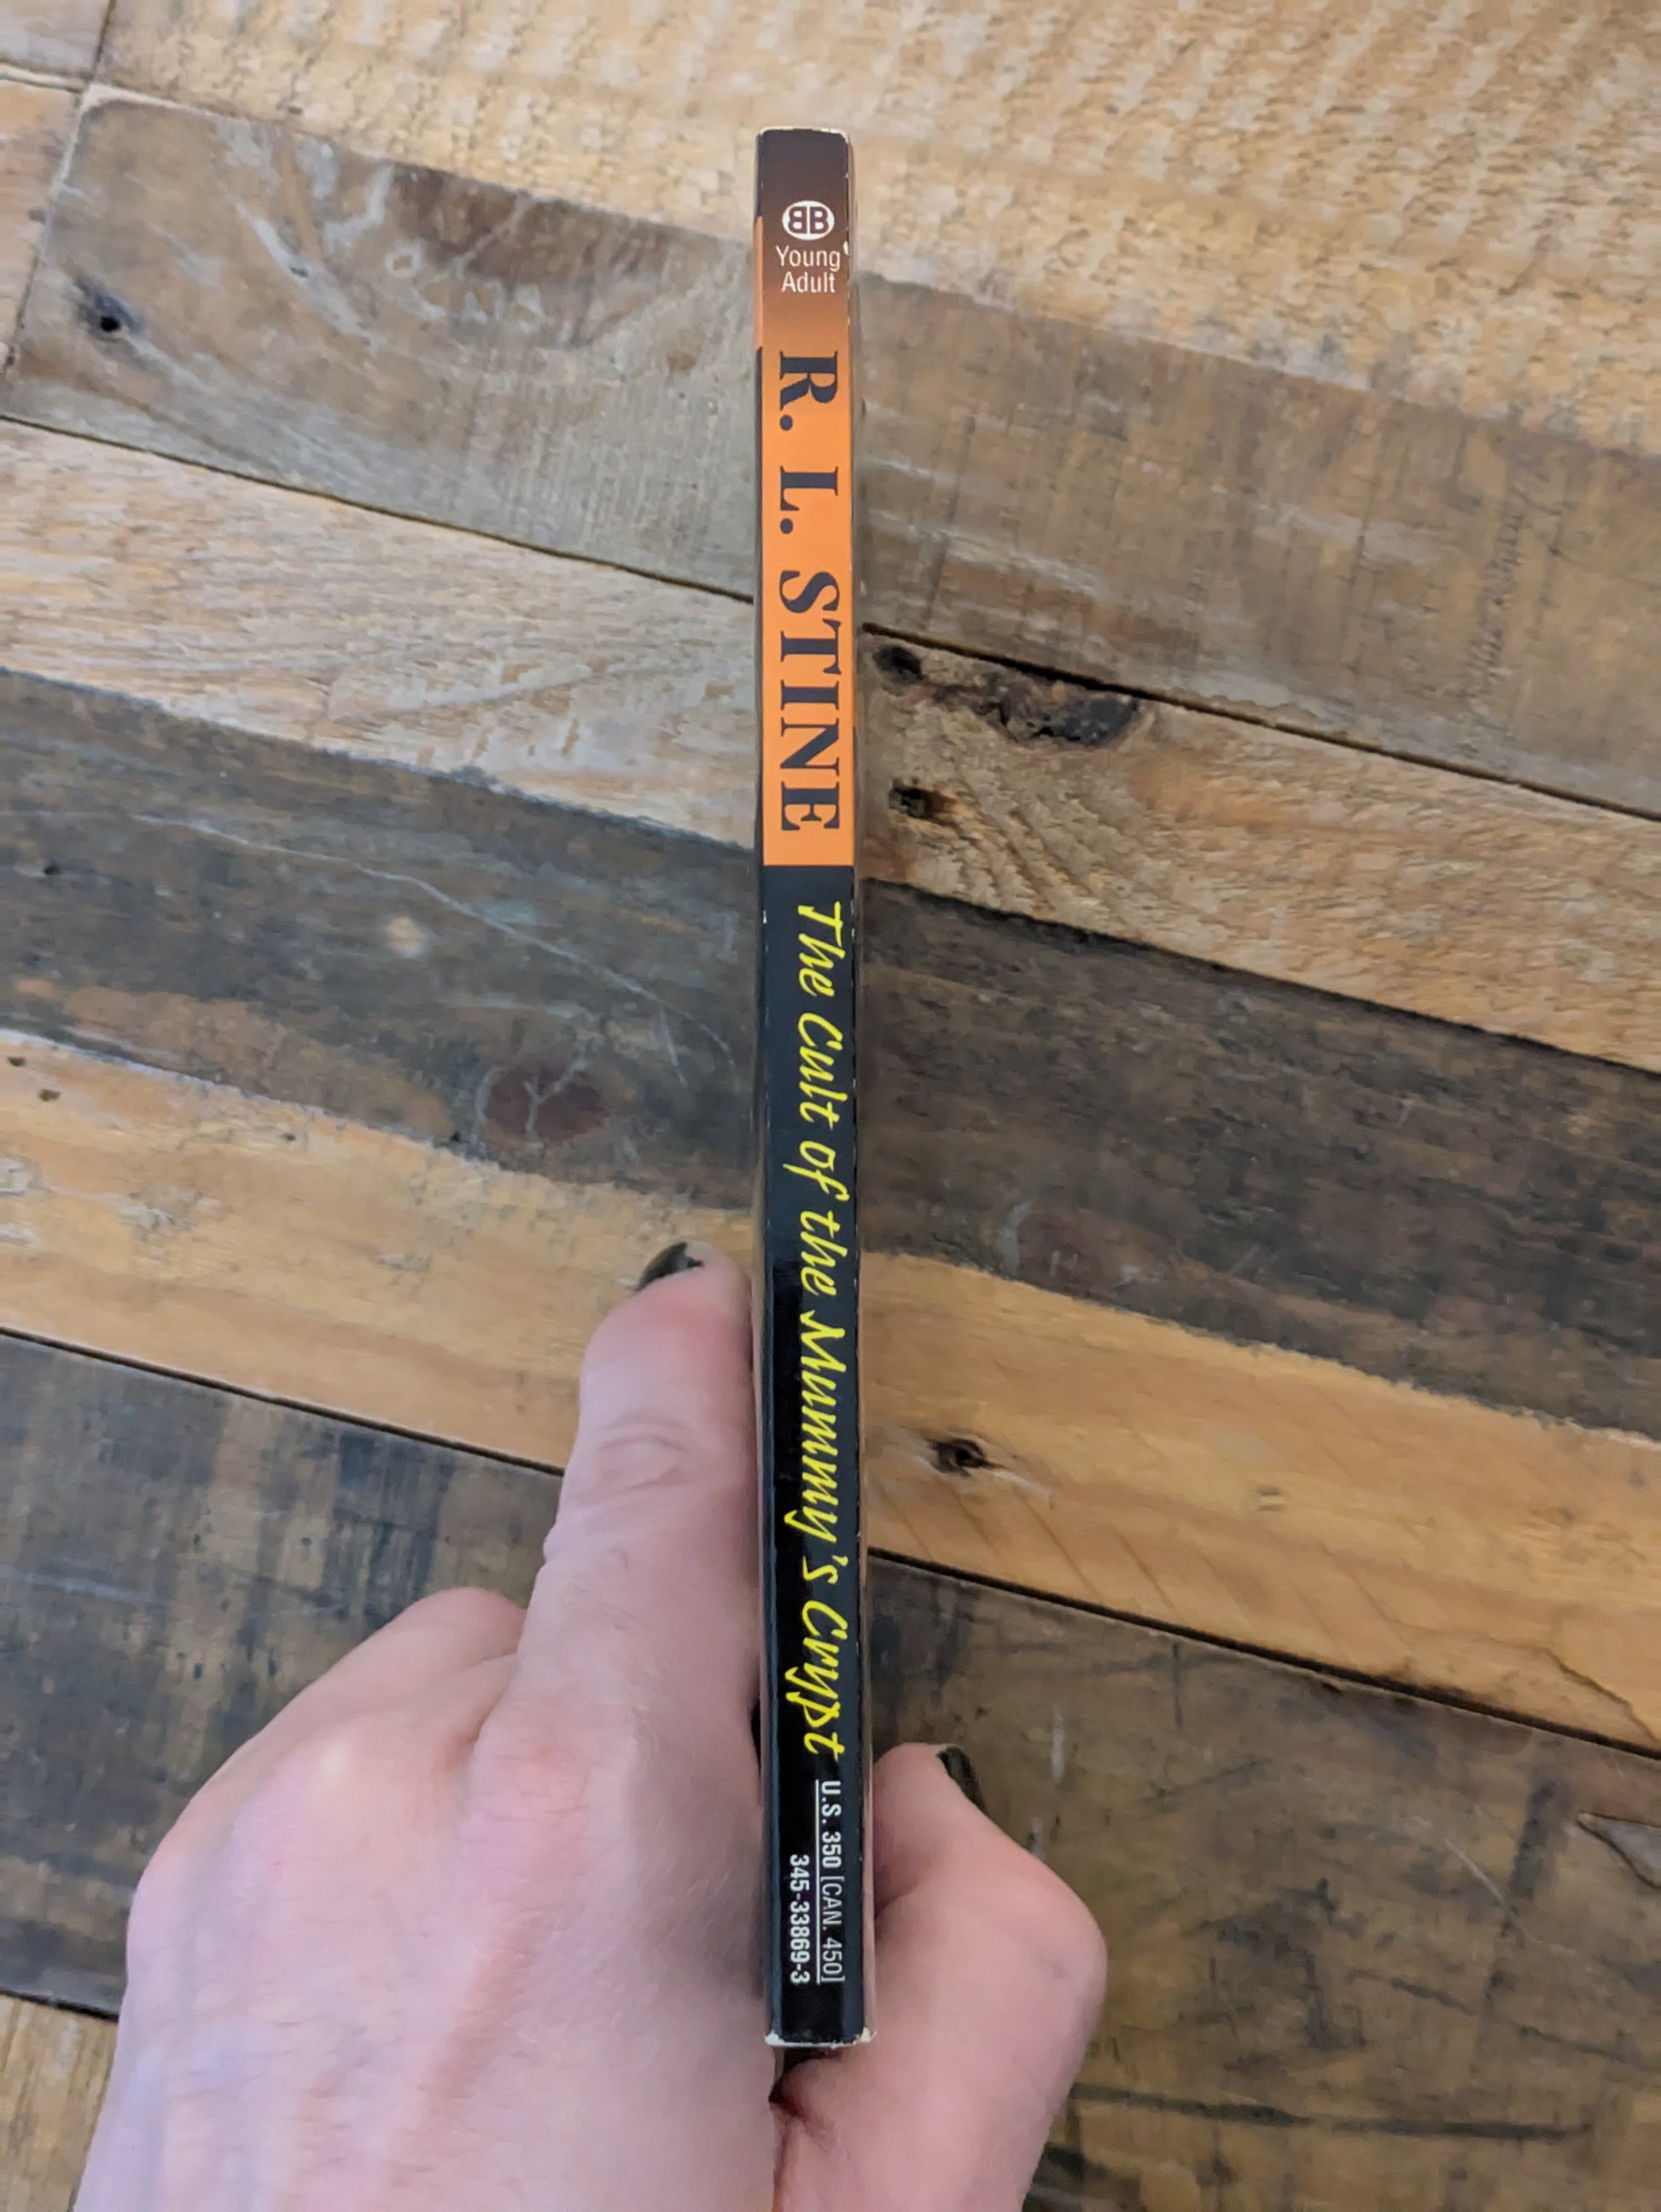 BB
Young
Adult
R. L. STINE
The Cult of the Mummy's Crypt
U.S. 350 [CAN. 450]
345-33869-3